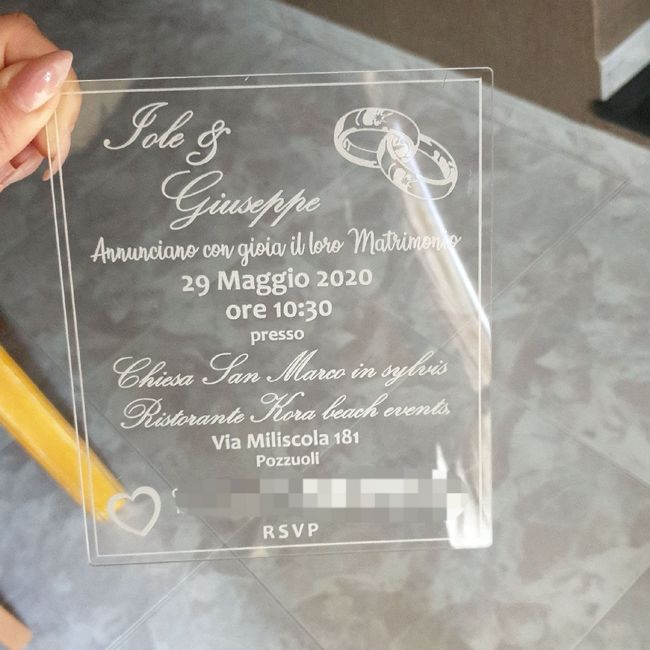 Iole &
Giuseppe
Annunciano con gioia il loro Matrimonio
29 Maggio 2020
ore 10:30
presso
Chiesa San Marco in sylvis
Ristorante Kora beach events
Via Miliscola 181
Pozzuoli
RSVP